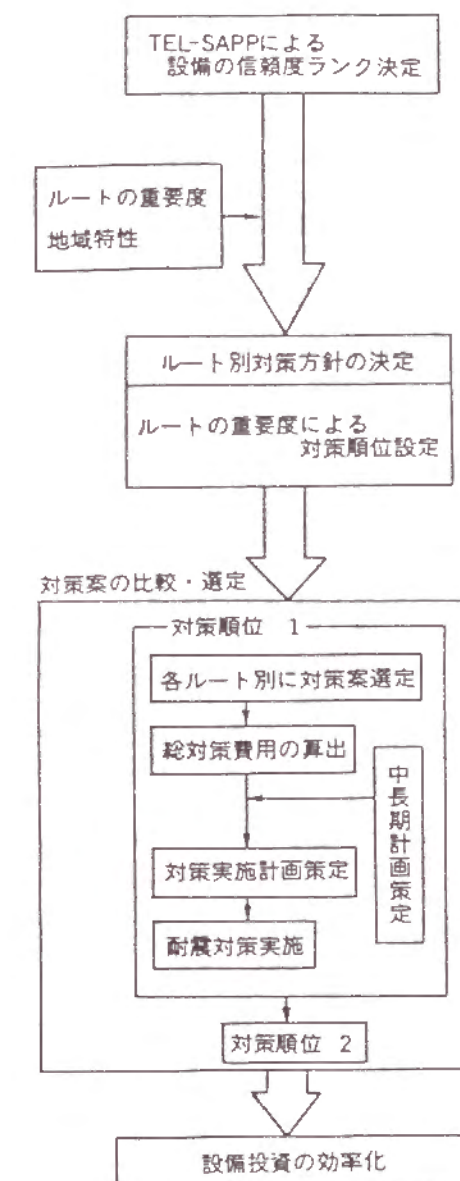 TEL-SAPPによる
設備の信頼度ランク決定
ルートの重要度
地域特性
ルート別対策方針の決定
ルートの重要度による
対策順位設定
対策案の比較・選定
対策順位 1
各ルート別に対策案選定
総対策費用の算出
中長期計画策定
対策実施計画策定
耐震対策実施
対策順位 2
設備投資の効率化